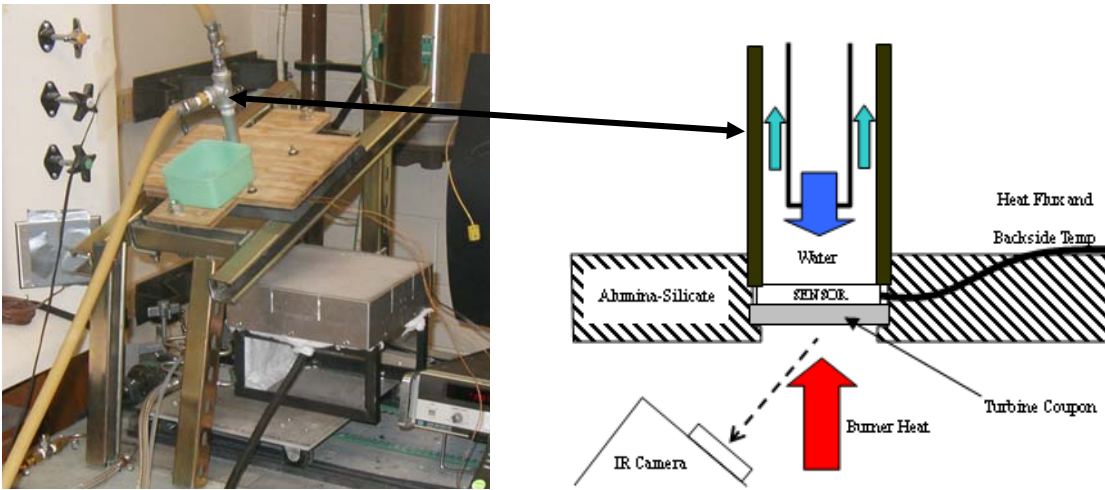 Heat Flux and
Backside Temp
Water
Alumina-Silicate
SENSOR
Turbine Coupon
Burner Heat
IR Camera